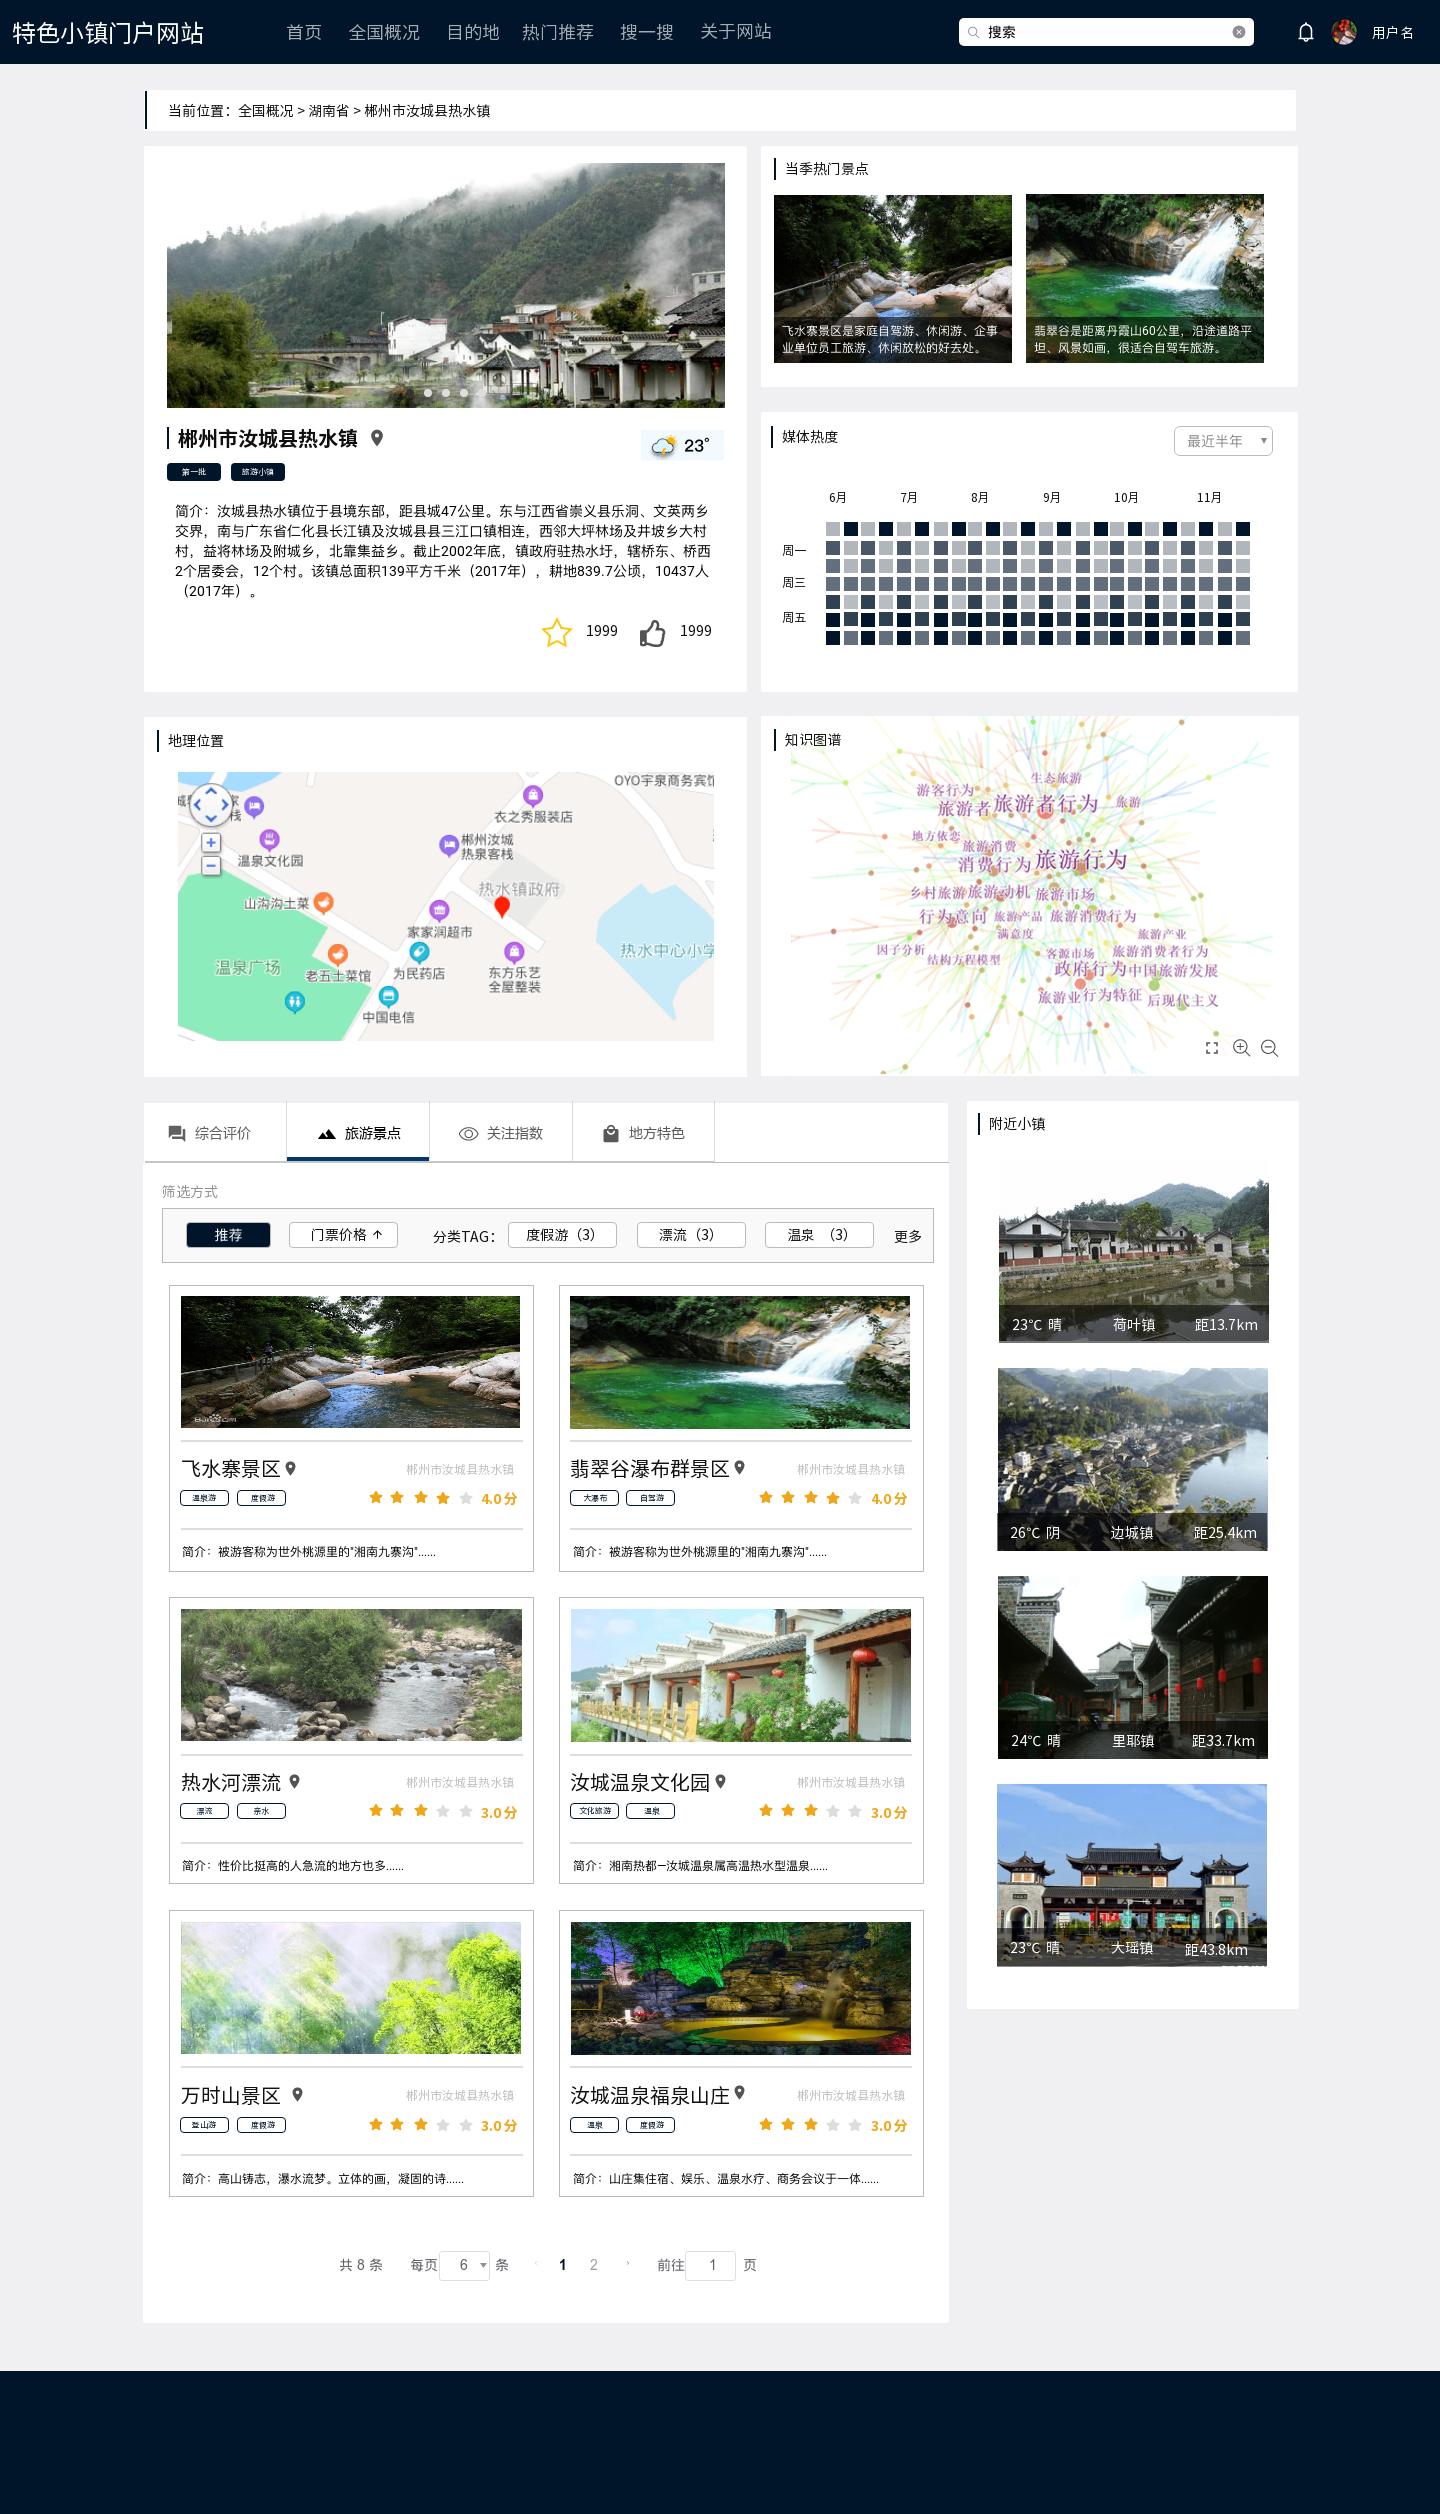 特色小镇门户网站
首页 全国概况 目的地 热门推荐 搜一搜 关于网站
搜索
用户名
当前位置：全国概况 > 湖南省 > 郴州市汝城县热水镇
郴州市汝城县热水镇
23°
第一批 旅游小镇
简介：汝城县热水镇位于县境东部，距县城47公里。东与江西省崇义县乐洞、文英两乡
交界，南与广东省仁化县长江镇及汝城县县三江口镇相连，西邻大坪林场及井坡乡大村
村，益将林场及附城乡，北靠集益乡。截止2002年底，镇政府驻热水圩，辖桥东、桥西
2个居委会，12个村。该镇总面积139平方千米（2017年），耕地839.7公顷，10437人
（2017年）。
1999 1999
当季热门景点
飞水寨景区是家庭自驾游、休闲游、企事
业单位员工旅游、休闲放松的好去处。
翡翠谷是距离丹霞山60公里，沿途道路平
坦、风景如画，很适合自驾车旅游。
媒体热度
最近半年
6月 7月 8月 9月 10月 11月
周一
周三
周五
地理位置
OYO宇泉商务宾馆
衣之秀服装店
家
栈
温泉文化园
郴州汝城
热泉客栈
热水镇政府
山沟沟土菜
家家润超市
热水中心小学
温泉广场
老五土菜馆
为民药店
东方乐艺
全屋整装
中国电信
知识图谱
生态旅游
游客行为
旅游者 旅游者行为 旅游
地方依恋
旅游消费
消费行为 旅游行为
乡村旅游 旅游动机 旅游市场
行为意向 旅游产品 旅游消费行为
满意度 旅游产业
因子分析 客源市场 旅游消费者行为
结构方程模型 政府行为 中国旅游发展
旅游业行为特征 后现代主义
综合评价 旅游景点 关注指数 地方特色
筛选方式
推荐 门票价格 ↑ 分类TAG： 度假游（3） 漂流（3） 温泉 （3） 更多
飞水寨景区 郴州市汝城县热水镇
温泉游 度假游 4.0 分
简介：被游客称为世外桃源里的"湘南九寨沟"......
翡翠谷瀑布群景区 郴州市汝城县热水镇
大瀑布 自驾游 4.0 分
简介：被游客称为世外桃源里的"湘南九寨沟"......
热水河漂流 郴州市汝城县热水镇
漂流 亲水 3.0 分
简介：性价比挺高的人急流的地方也多......
汝城温泉文化园 郴州市汝城县热水镇
文化旅游 温泉 3.0 分
简介：湘南热都—汝城温泉属高温热水型温泉......
万时山景区 郴州市汝城县热水镇
登山游 度假游 3.0 分
简介：高山铸志，瀑水流梦。立体的画，凝固的诗......
汝城温泉福泉山庄 郴州市汝城县热水镇
温泉 度假游 3.0 分
简介：山庄集住宿、娱乐、温泉水疗、商务会议于一体......
共 8 条 每页 6 条 1 2 前往 1 页
附近小镇
23℃ 晴 荷叶镇 距13.7km
26℃ 阴 边城镇 距25.4km
24℃ 晴 里耶镇 距33.7km
23℃ 晴 大瑶镇 距43.8km